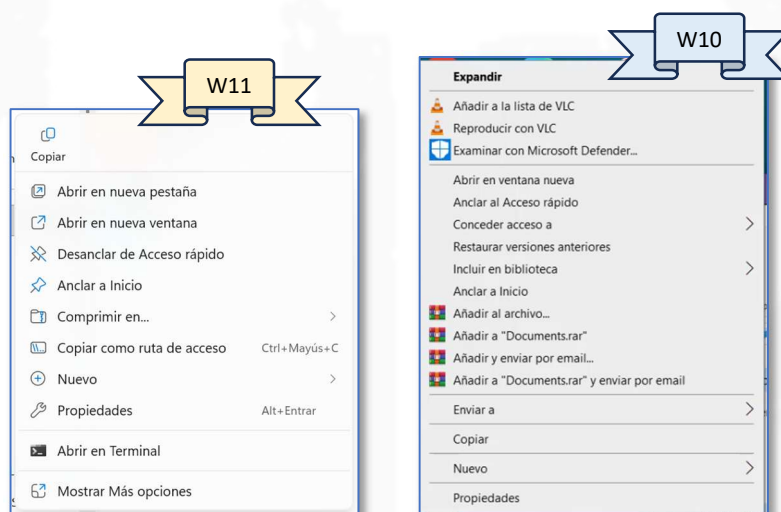 W11
Copiar
Abrir en nueva pestaña
Abrir en nueva ventana
Desanclar de Acceso rápido
Anclar a Inicio
Comprimir en...
Copiar como ruta de acceso Ctrl+Mayús+C
Nuevo
Propiedades Alt+Entrar
Abrir en Terminal
Mostrar Más opciones
W10
Expandir
Añadir a la lista de VLC
Reproducir con VLC
Examinar con Microsoft Defender...
Abrir en ventana nueva
Anclar al Acceso rápido
Conceder acceso a
Restaurar versiones anteriores
Incluir en biblioteca
Anclar a Inicio
Añadir al archivo...
Añadir a "Documents.rar"
Añadir y enviar por email...
Añadir a "Documents.rar" y enviar por email
Enviar a
Copiar
Nuevo
Propiedades